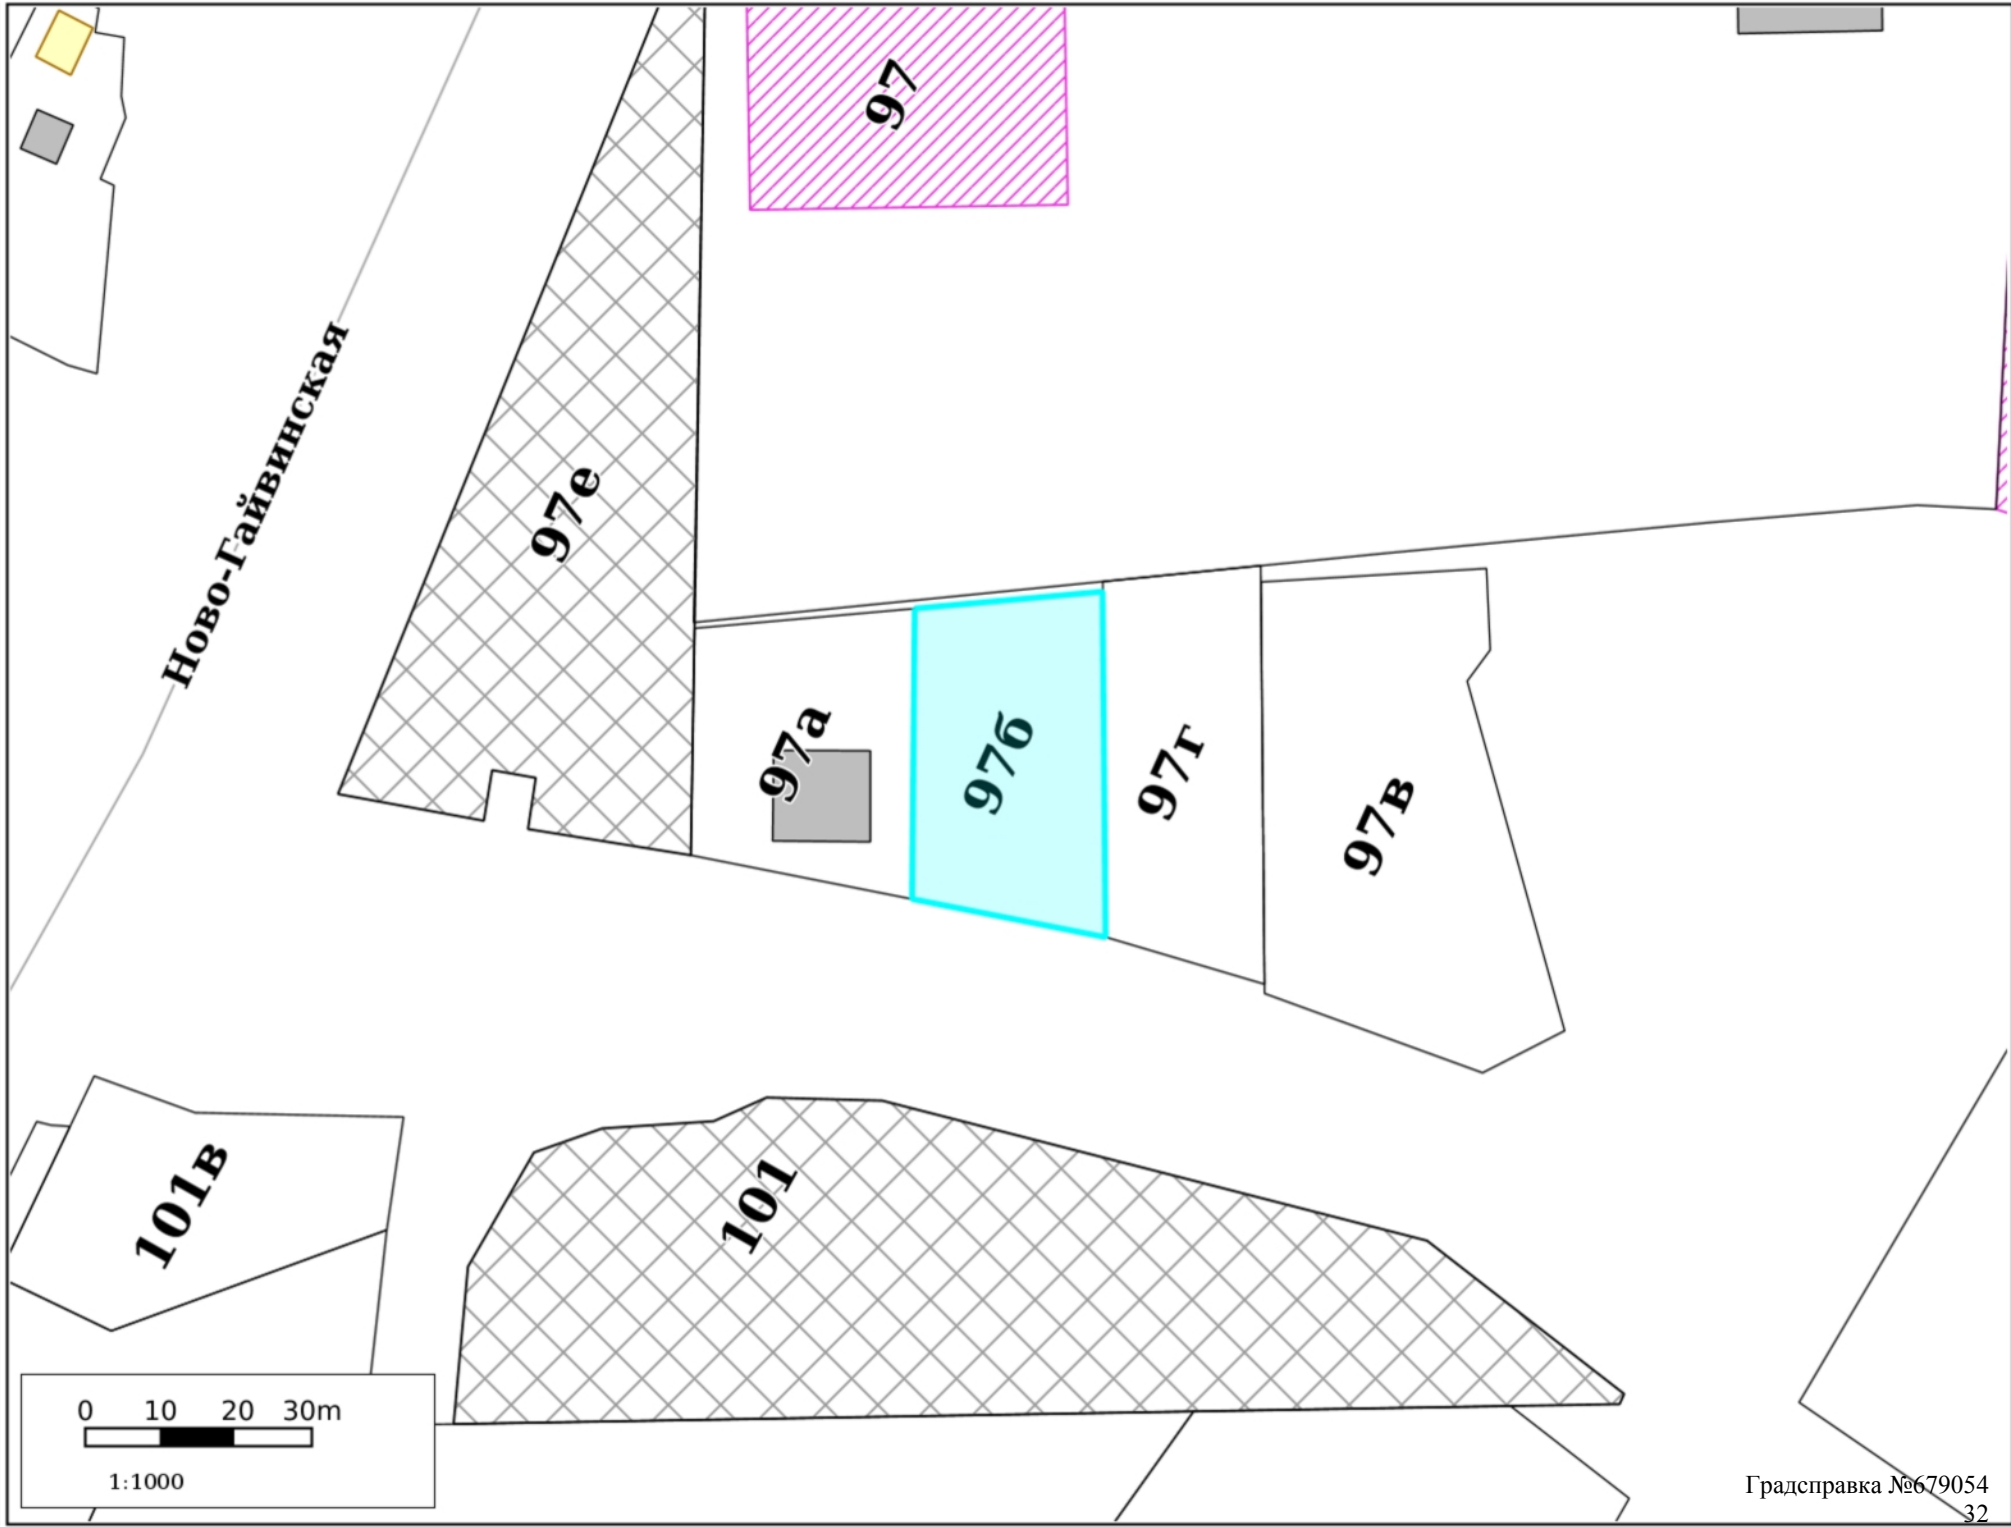 97
Ново-Гайвинская
97е
97а
97б
97г
97в
101в
101
0 10 20 30m
1:1000
Градсправка №679054
32